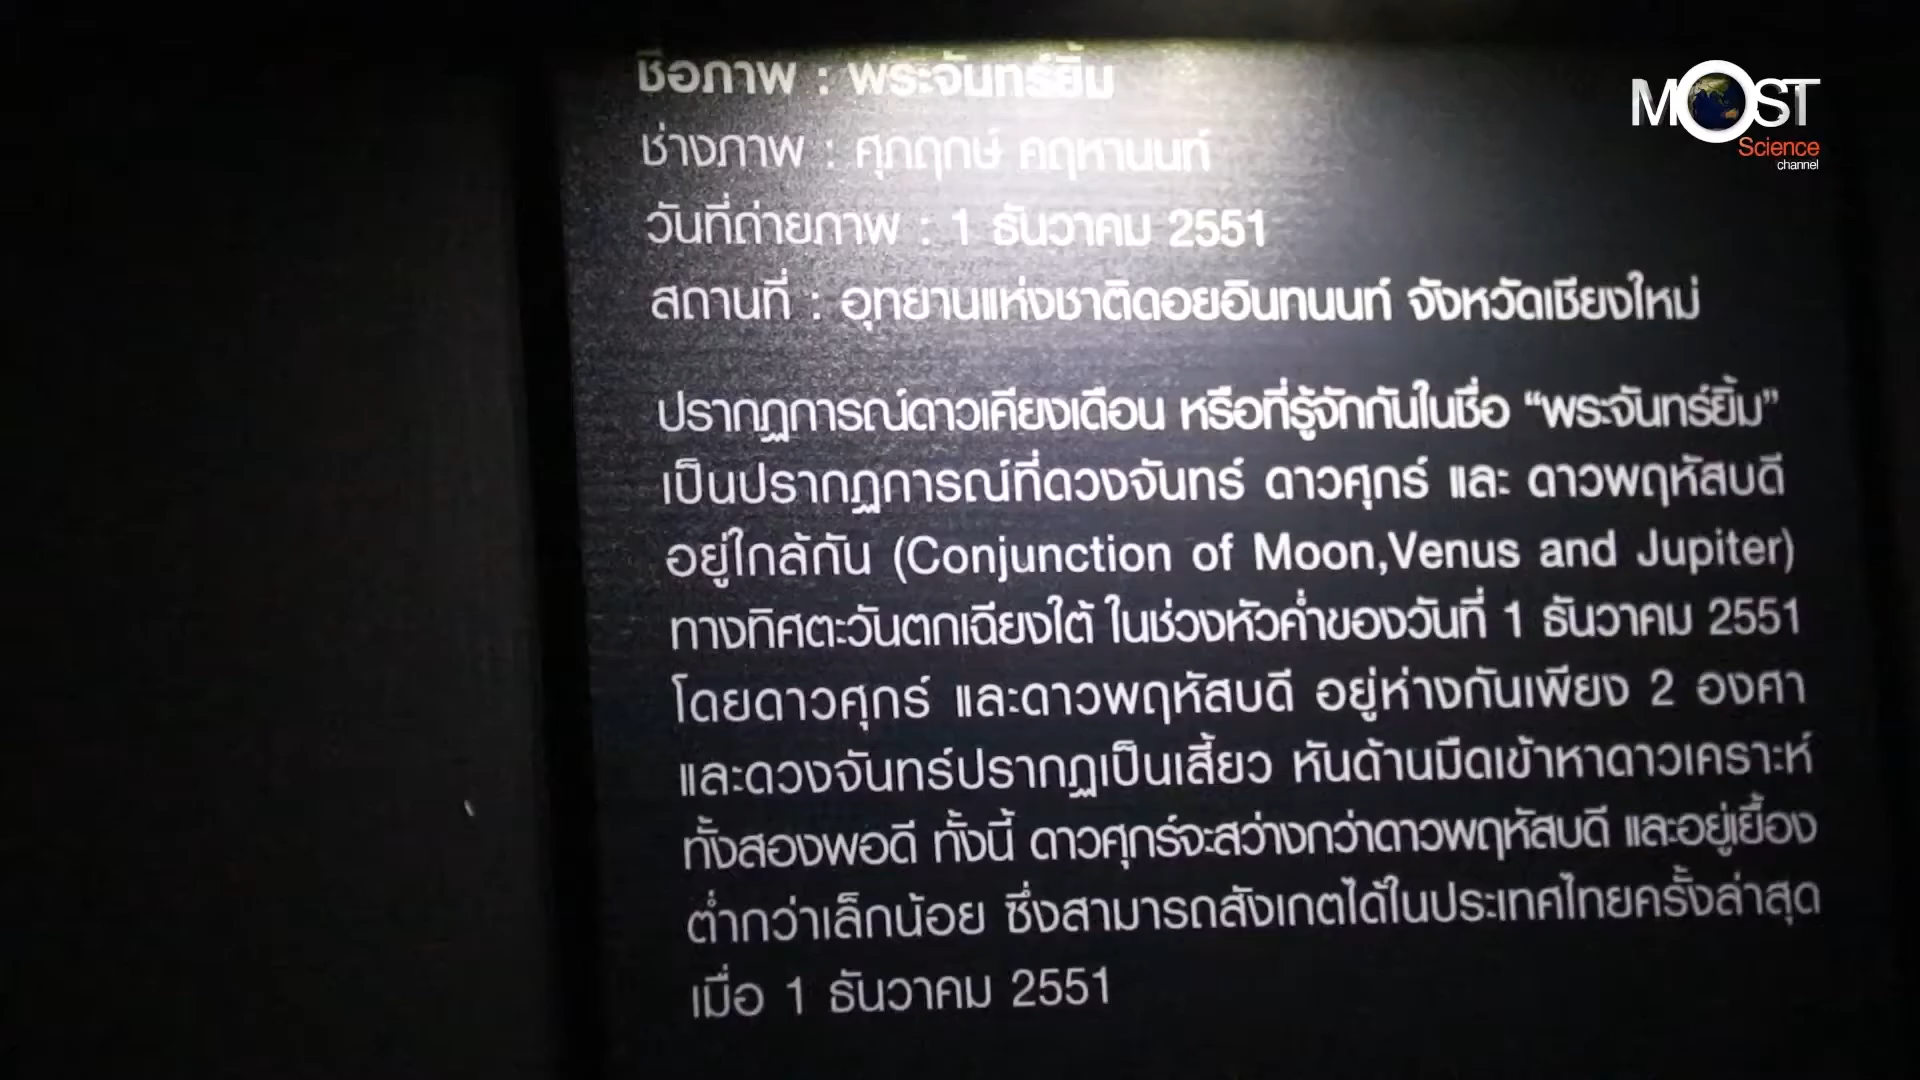 ชื่อภาพ : พระจันทร์ยิ้ม
ช่างภาพ : ศุภฤกษ์ คฤหานนท์
วันที่ถ่ายภาพ : 1 ธันวาคม 2551
สถานที่ : อุทยานแห่งชาติดอยอินทนนท์ จังหวัดเชียงใหม่
ปรากฏการณ์ดาวเคียงเดือน หรือที่รู้จักกันในชื่อ “พระจันทร์ยิ้ม”
เป็นปรากฏการณ์ที่ดวงจันทร์ ดาวศุกร์ และ ดาวพฤหัสบดี
อยู่ใกล้กัน (Conjunction of Moon,Venus and Jupiter)
ทางทิศตะวันตกเฉียงใต้ ในช่วงหัวค่ำของวันที่ 1 ธันวาคม 2551
โดยดาวศุกร์ และดาวพฤหัสบดี อยู่ห่างกันเพียง 2 องศา
และดวงจันทร์ปรากฏเป็นเสี้ยว หันด้านมืดเข้าหาดาวเคราะห์
ทั้งสองพอดี ทั้งนี้ ดาวศุกร์จะสว่างกว่าดาวพฤหัสบดี และอยู่เยื้อง
ต่ำกว่าเล็กน้อย ซึ่งสามารถสังเกตได้ในประเทศไทยครั้งล่าสุด
เมื่อ 1 ธันวาคม 2551
MOST
Science
channel